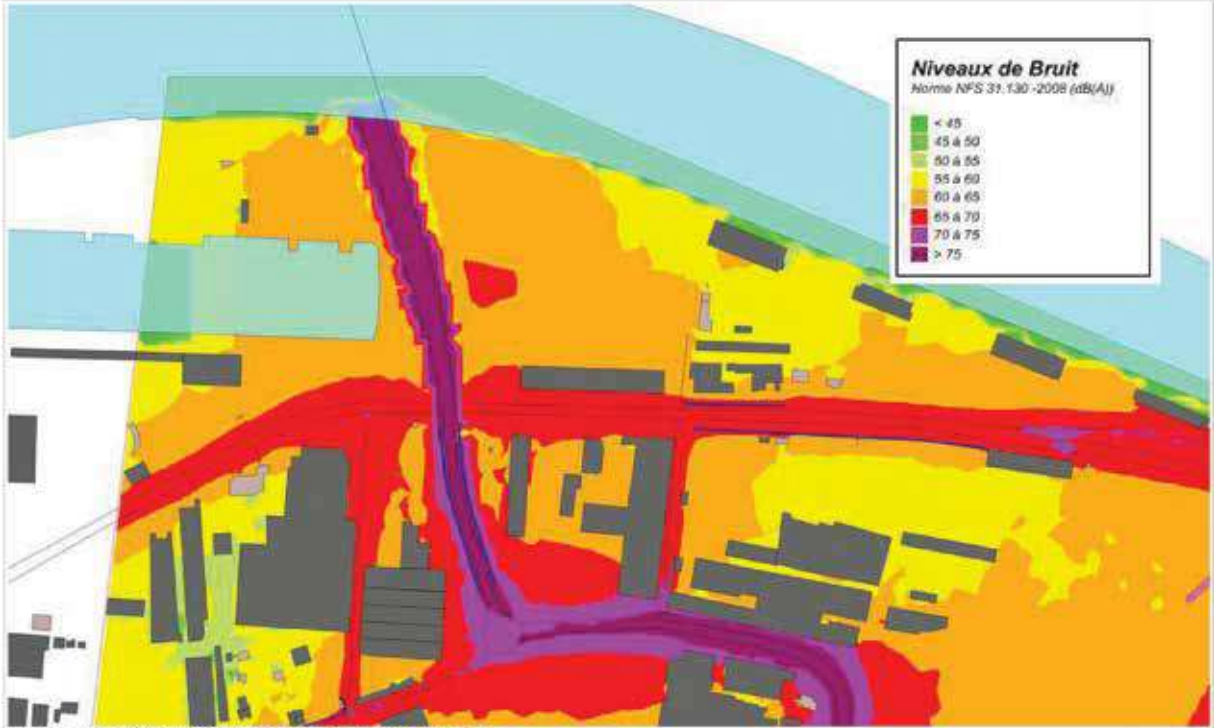 Niveaux de Bruit
Norme NFS 31.130 -2008 (dB(A))
< 45
45 à 50
50 à 55
55 à 60
60 à 65
65 à 70
70 à 75
> 75